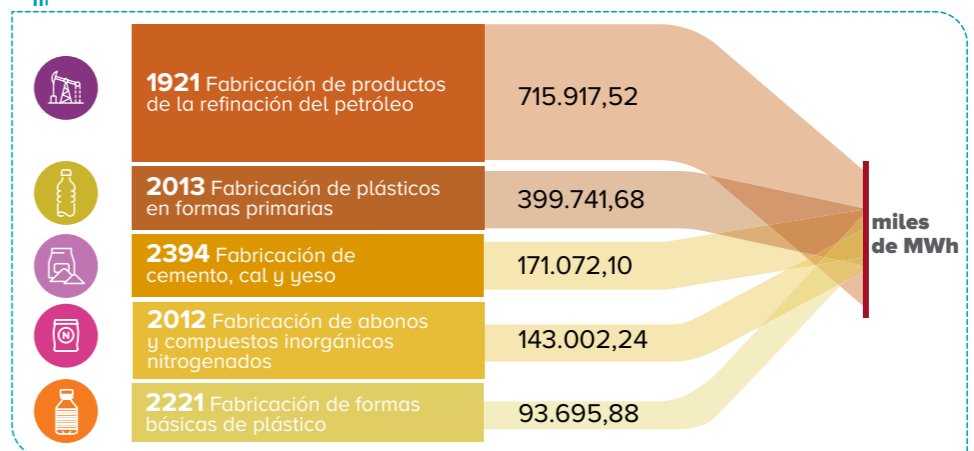 1921 Fabricación de productos
de la refinación del petróleo
715.917,52
2013 Fabricación de plásticos
en formas primarias
399.741,68
2394 Fabricación de
cemento, cal y yeso
171.072,10
2012 Fabricación de abonos
y compuestos inorgánicos
nitrogenados
143.002,24
2221 Fabricación de formas
básicas de plástico
93.695,88
miles
de MWh
N